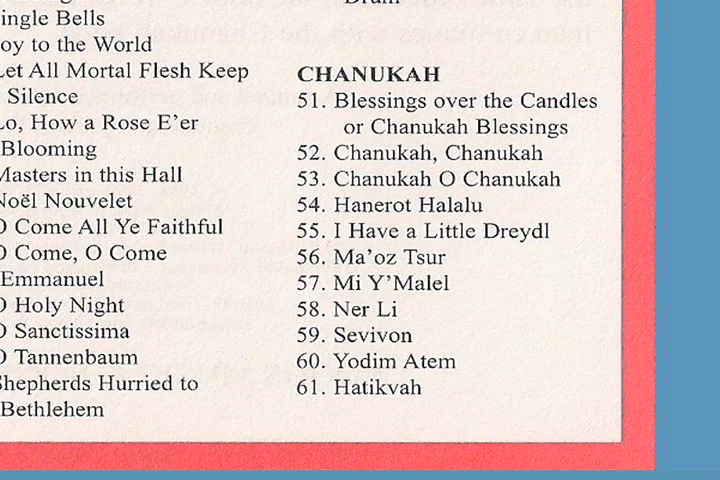 ingle Bells
oy to the World
Let All Mortal Flesh Keep
Silence
Lo, How a Rose E'er
Blooming
Masters in this Hall
Noël Nouvelet
O Come All Ye Faithful
O Come, O Come
Emmanuel
O Holy Night
O Sanctissima
O Tannenbaum
Shepherds Hurried to
Bethlehem
Drum
CHANUKAH
51. Blessings over the Candles
or Chanukah Blessings
52. Chanukah, Chanukah
53. Chanukah O Chanukah
54. Hanerot Halalu
55. I Have a Little Dreydl
56. Ma'oz Tsur
57. Mi Y'Malel
58. Ner Li
59. Sevivon
60. Yodim Atem
61. Hatikvah